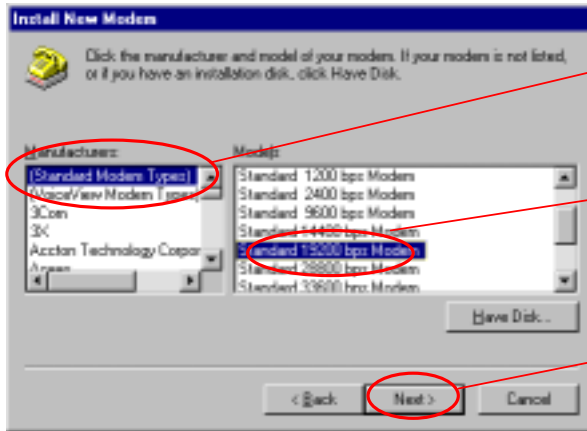 Install New Modem
Click the manufacturer and model of your modem. If your modem is not listed,
or if you have an installation disk, click Have Disk.
Manufacturers:
(Standard Modem Types)
(VoiceView Modem Types)
3Com
3X
Accton Technology Corpor
Models:
Standard 1200 bps Modem
Standard 2400 bps Modem
Standard 9600 bps Modem
Standard 14400 bps Modem
Standard 19200 bps Modem
Standard 28800 bps Modem
Standard 33600 bps Modem
Have Disk...
< Back
Next >
Cancel